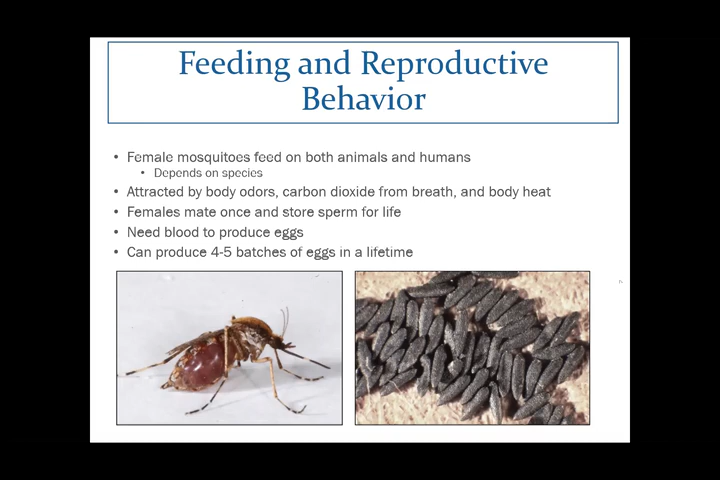 Feeding and Reproductive
Behavior
• Female mosquitoes feed on both animals and humans
• Depends on species
• Attracted by body odors, carbon dioxide from breath, and body heat
• Females mate once and store sperm for life
• Need blood to produce eggs
• Can produce 4-5 batches of eggs in a lifetime